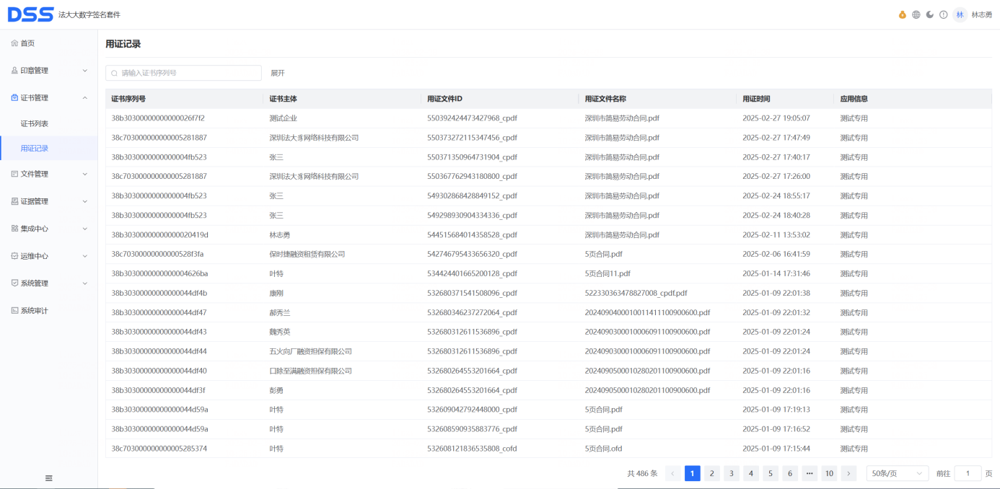 DSS 法大大数字签名套件
林 林志勇
首页
印章管理
证书管理
证书列表
用证记录
文件管理
证据管理
集成中心
运维中心
系统管理
系统审计
用证记录
请输入证书序列号 展开
证书序列号 证书主体 用证文件ID 用证文件名称 用证时间 应用信息
38b30300000000000026f7f2 测试企业 550392424473427968_cpdf 深圳市简易劳动合同.pdf 2025-02-27 19:05:07 测试专用
38c703000000000005281887 深圳法大豸网络科技有限公司 550373272115347456_cpdf 深圳市简易劳动合同.pdf 2025-02-27 17:47:49 测试专用
38b3030000000000004fb523 张三 550371350964731904_cpdf 深圳市简易劳动合同.pdf 2025-02-27 17:40:17 测试专用
38c703000000000005281887 深圳法大豸网络科技有限公司 550367762943180800_cpdf 深圳市简易劳动合同.pdf 2025-02-27 17:26:00 测试专用
38b3030000000000004fb523 张三 549302868428849152_cpdf 深圳市简易劳动合同.pdf 2025-02-24 18:55:17 测试专用
38b3030000000000004fb523 张三 549298930904334336_cpdf 深圳市简易劳动合同.pdf 2025-02-24 18:40:28 测试专用
38b30300000000000020419d 林志勇 544515684014358528_cpdf 深圳市简易劳动合同.pdf 2025-02-11 13:53:02 测试专用
38c70300000000000528f3fa 保时捷融资租赁有限公司 542746795433656320_cpdf 5页合同.pdf 2025-02-06 16:41:59 测试专用
38b3030000000000004626ba 叶特 534424401665200128_cpdf 5页合同11.pdf 2025-01-14 17:31:46 测试专用
38b30300000000000044df4b 康刚 532680371541508096_cpdf 522330363478827008_cpdf.pdf 2025-01-09 22:01:38 测试专用
38b30300000000000044df47 郝秀兰 532680346237272064_cpdf 2024090400010011411100900600.pdf 2025-01-09 22:01:32 测试专用
38b30300000000000044df43 魏秀英 532680312611536896_cpdf 2024090300010006091100900600.pdf 2025-01-09 22:01:24 测试专用
38b30300000000000044df44 五火向厂融资担保有限公司 532680312611536896_cpdf 2024090300010006091100900600.pdf 2025-01-09 22:01:24 测试专用
38b30300000000000044df40 口除至满融资担保有限公司 532680264553201664_cpdf 2024090500010280201100900600.pdf 2025-01-09 22:01:16 测试专用
38b30300000000000044df3f 彭勇 532680264553201664_cpdf 2024090500010280201100900600.pdf 2025-01-09 22:01:16 测试专用
38b30300000000000044d59a 叶特 532609042792448000_cpdf 5页合同.pdf 2025-01-09 17:19:13 测试专用
38b30300000000000044d59a 叶特 532608590935883776_cpdf 5页合同.pdf 2025-01-09 17:16:52 测试专用
38c703000000000005285374 叶特 532608121836535808_cofd 5页合同.ofd 2025-01-09 17:15:44 测试专用
共 486 条 1 2 3 4 5 6 ••• 10 50条/页 前往 1 页